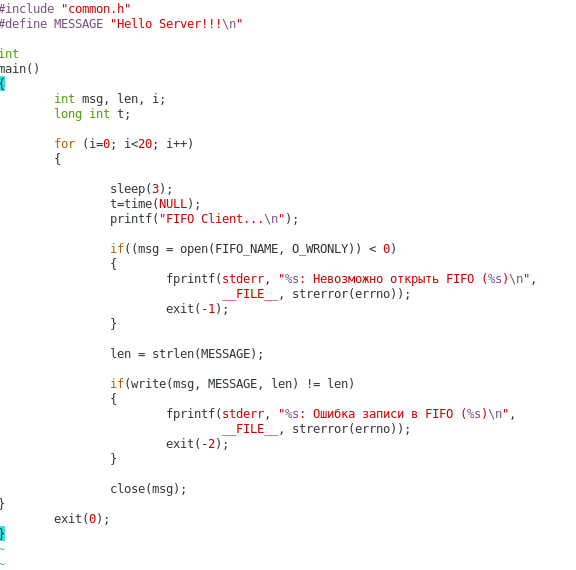 #include "common.h"
#define MESSAGE "Hello Server!!!\n"
int
main()
{
int msg, len, i;
long int t;
for (i=0; i<20; i++)
{
sleep(3);
t=time(NULL);
printf("FIFO Client...\n");
if((msg = open(FIFO_NAME, O_WRONLY)) < 0)
{
fprintf(stderr, "%s: Невозможно открыть FIFO (%s)\n",
__FILE__, strerror(errno));
exit(-1);
}
len = strlen(MESSAGE);
if(write(msg, MESSAGE, len) != len)
{
fprintf(stderr, "%s: Ошибка записи в FIFO (%s)\n",
__FILE__, strerror(errno));
exit(-2);
}
close(msg);
}
exit(0);
}
~
~